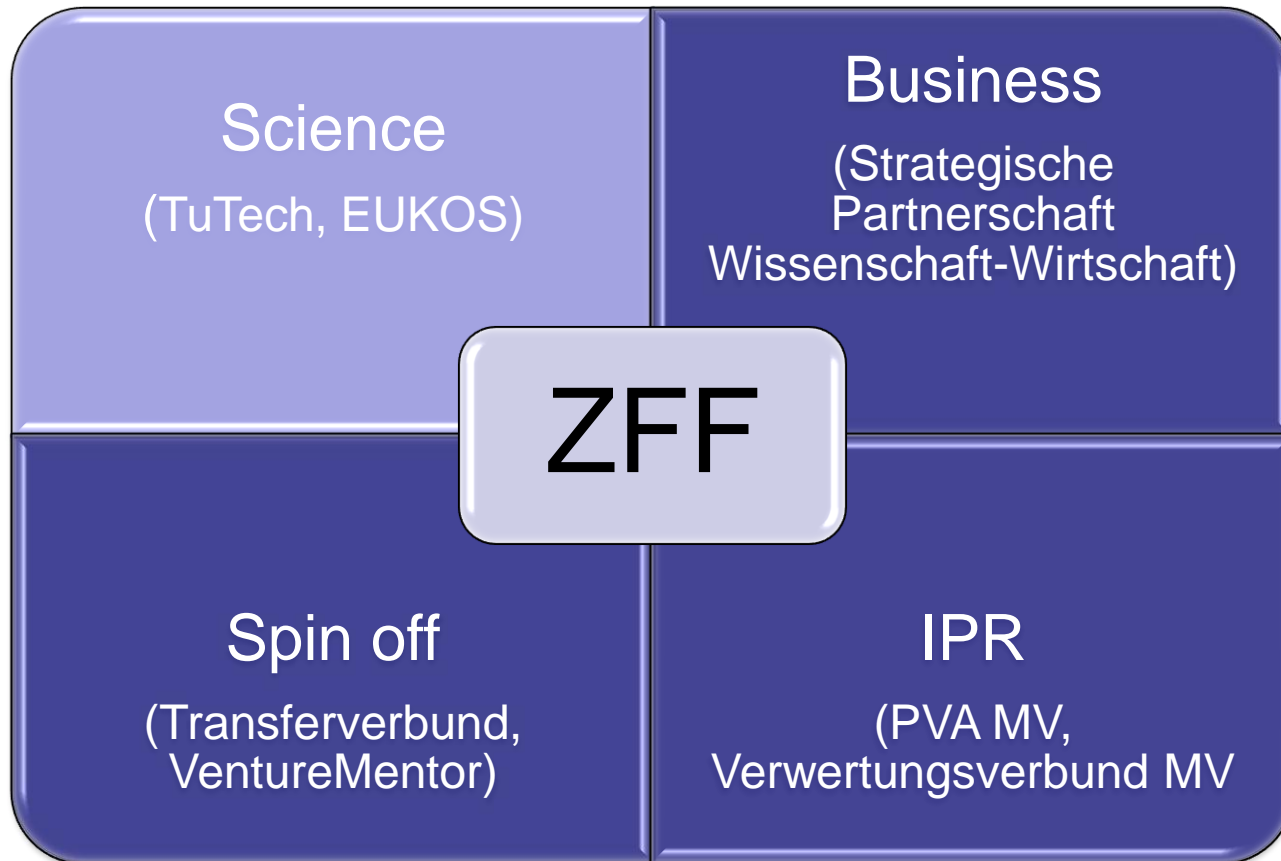 Science
(TuTech, EUKOS)
Business
(Strategische
Partnerschaft
Wissenschaft-Wirtschaft)
ZFF
Spin off
(Transferverbund,
VentureMentor)
IPR
(PVA MV,
Verwertungsverbund MV